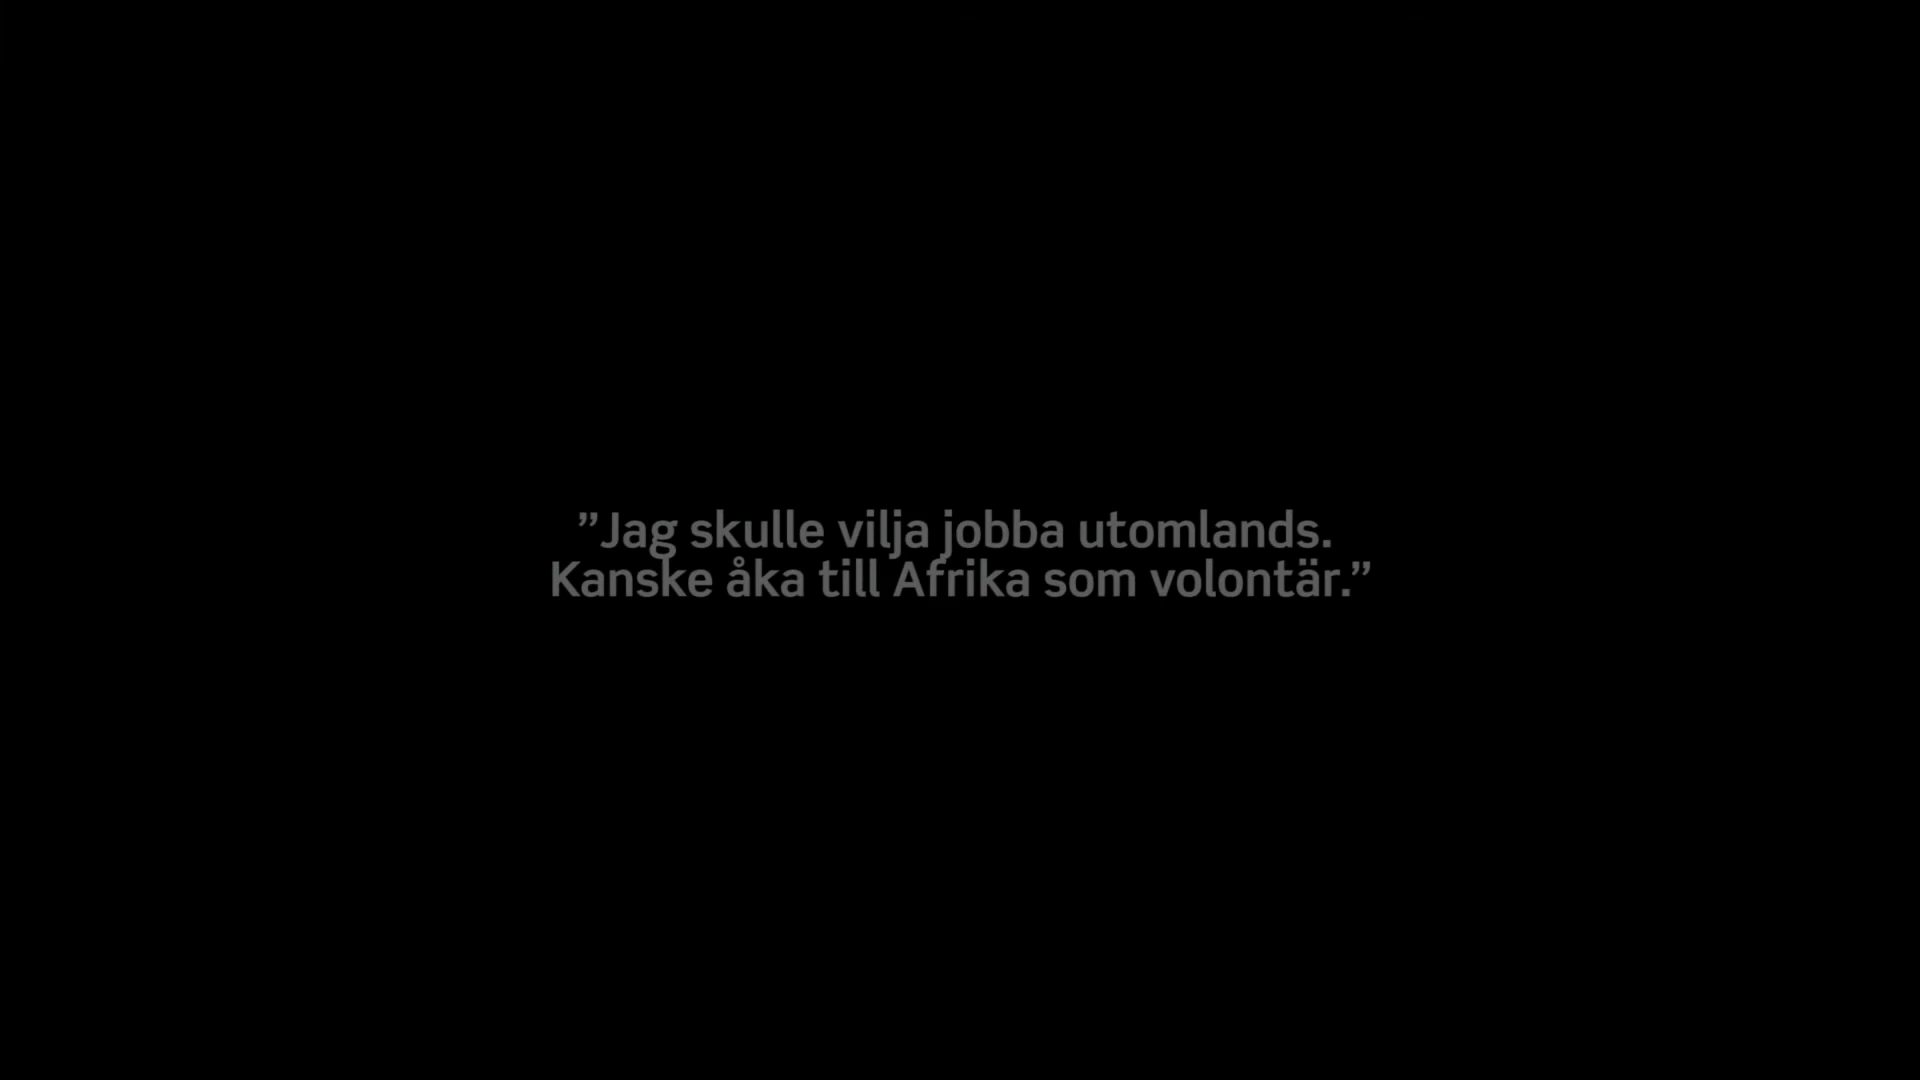 ”Jag skulle vilja jobba utomlands.
Kanske åka till Afrika som volontär.”